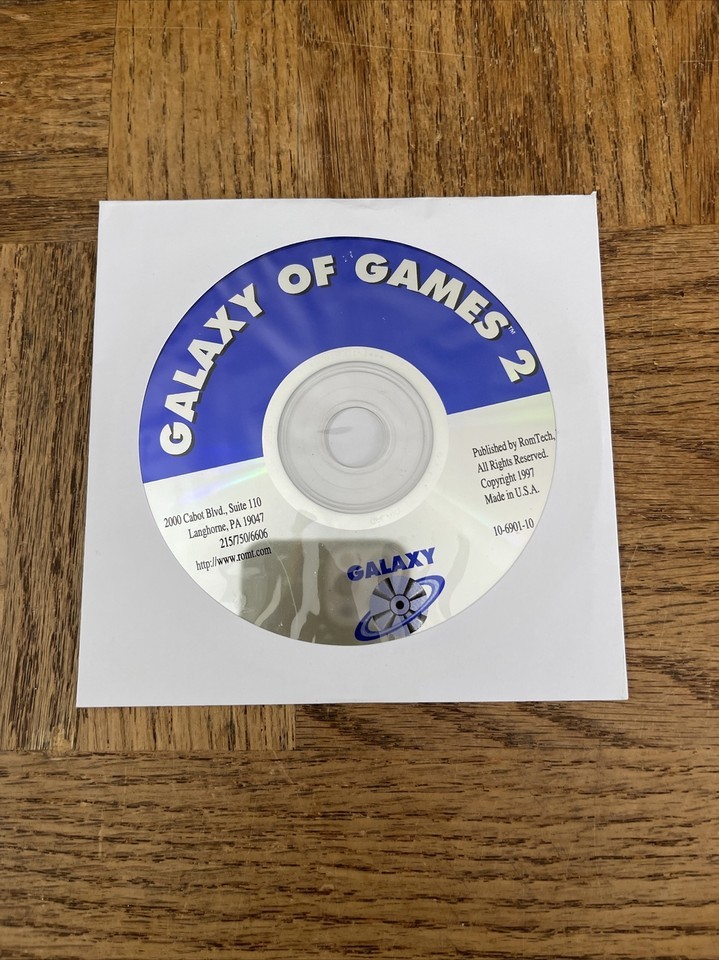 GALAXY OF GAMES™ 2
Published by RomTech,
All Rights Reserved.
Copyright 1997
Made in U.S.A.
10-6901-10
2000 Cabot Blvd., Suite 110
Langhorne, PA 19047
215/750/6606
http://www.romt.com
GALAXY